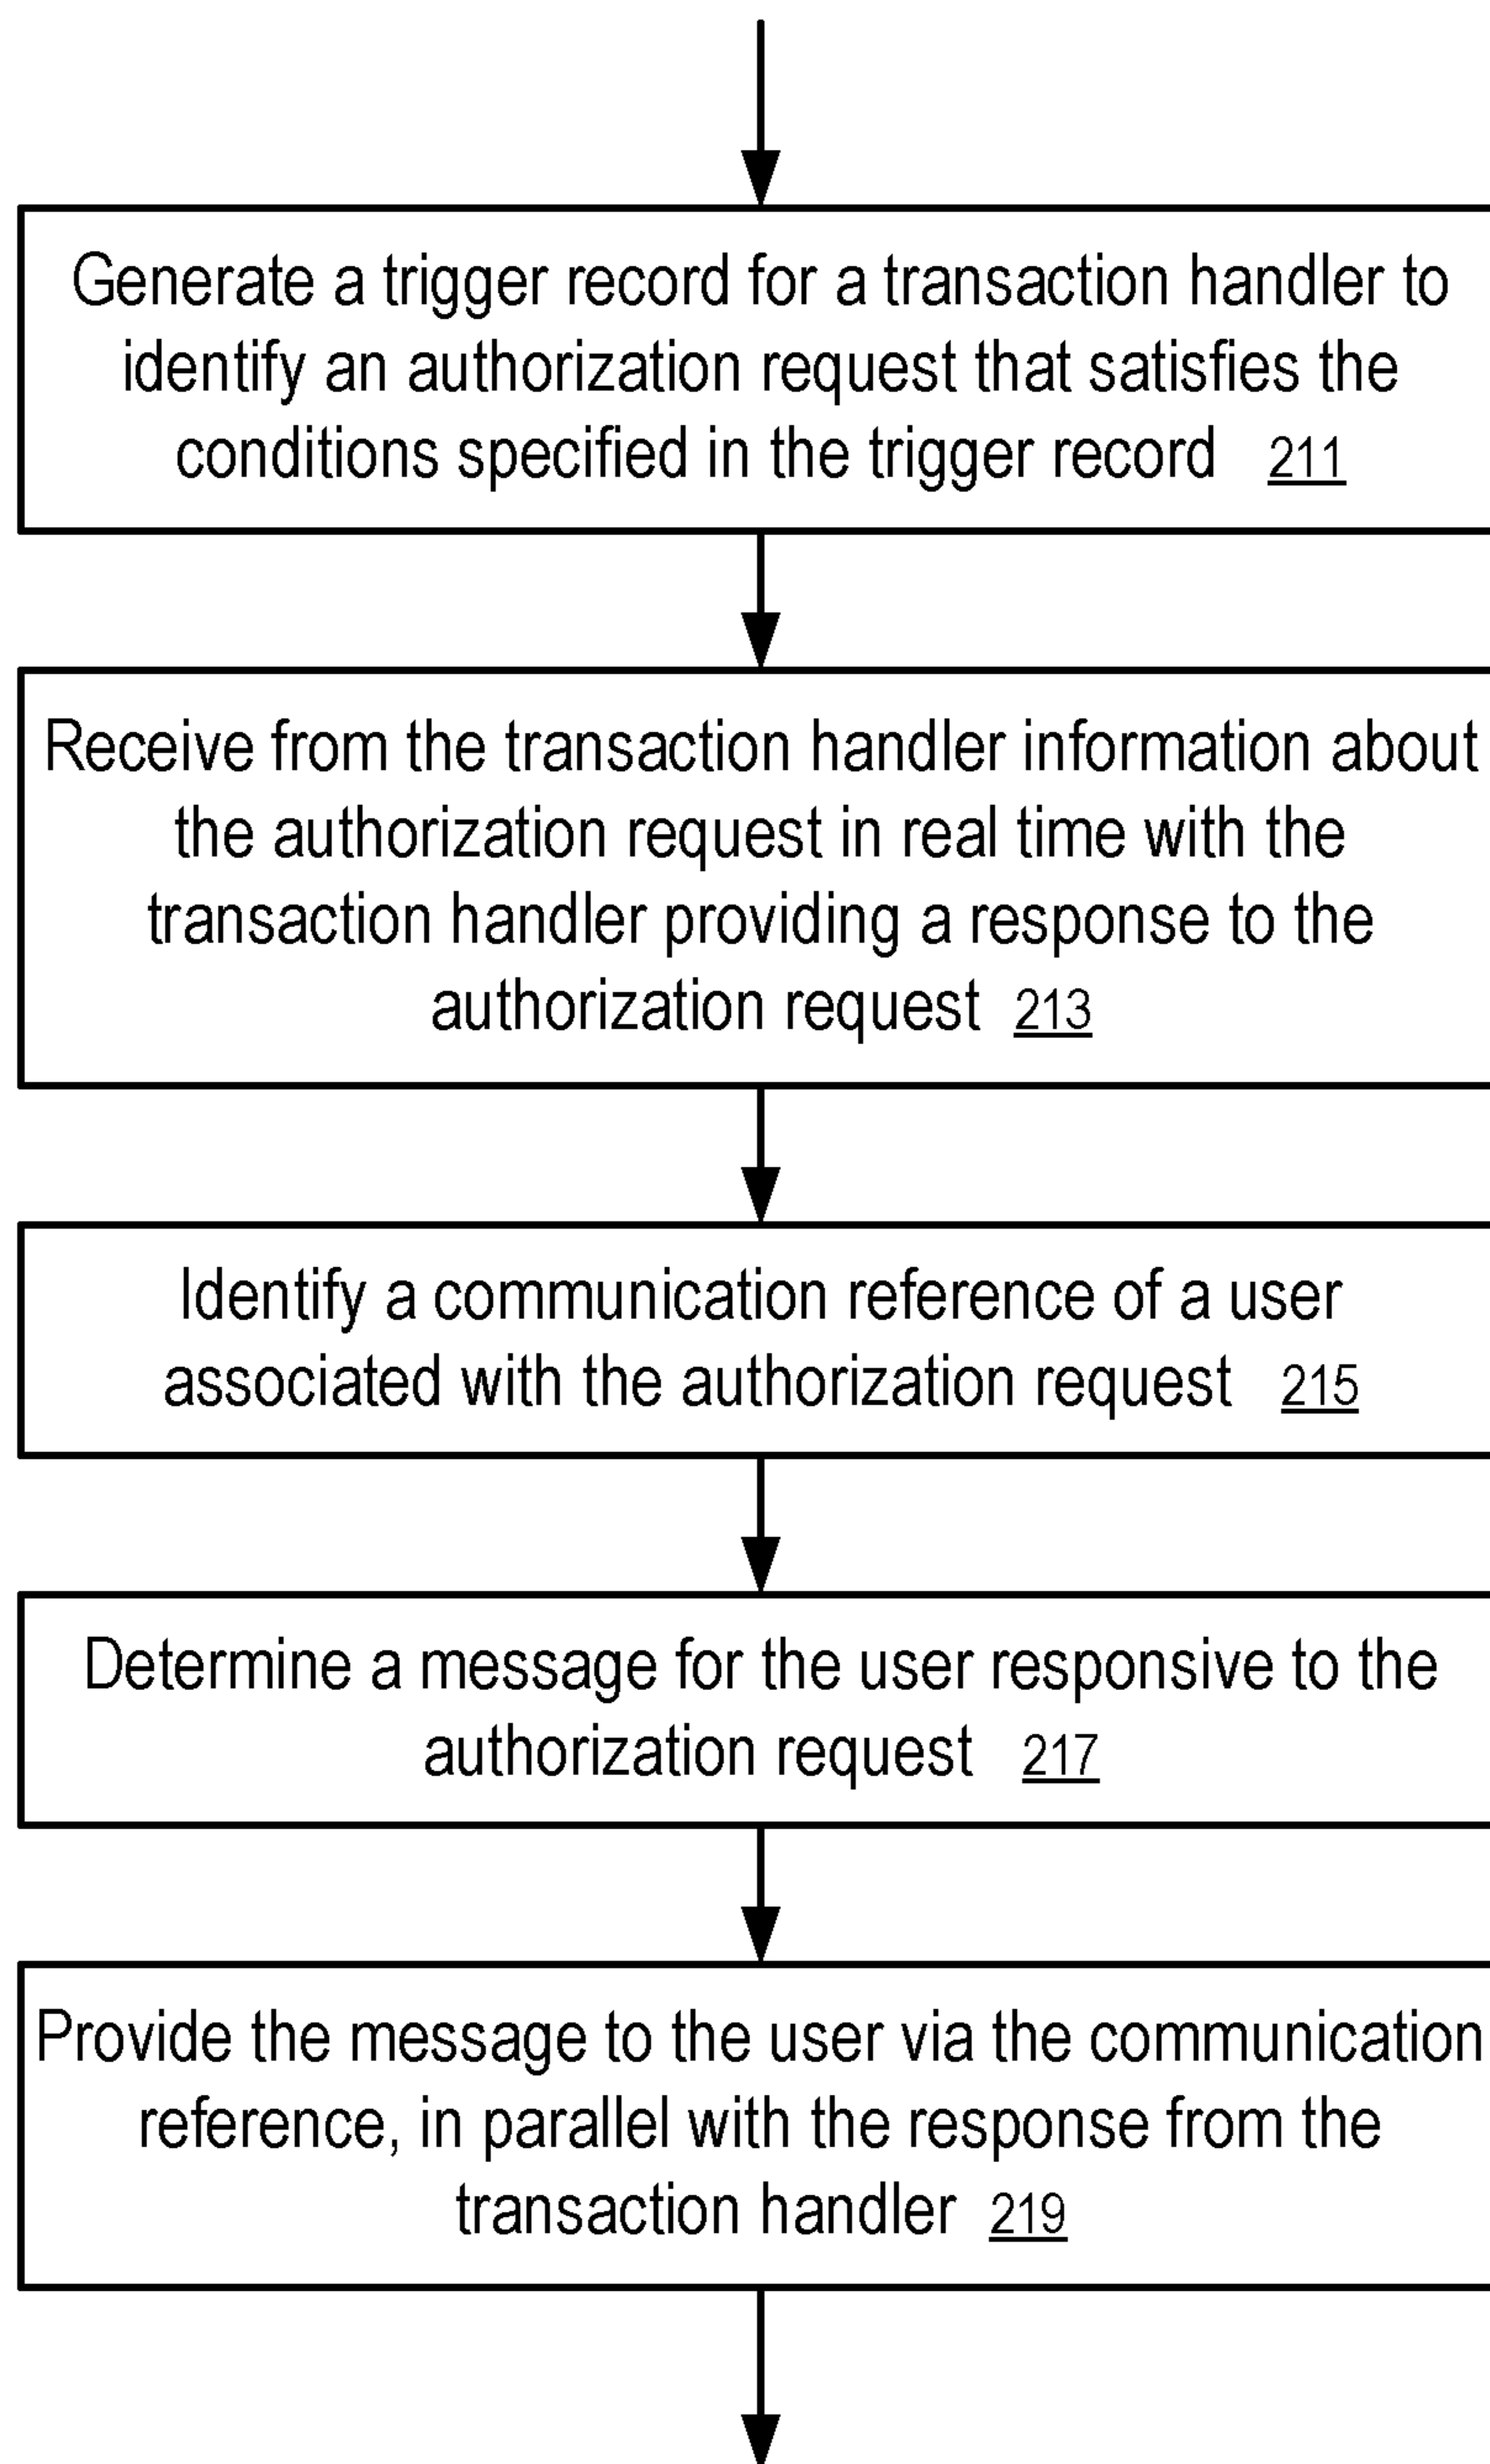 Generate a trigger record for a transaction handler to
identify an authorization request that satisfies the
conditions specified in the trigger record 211
Receive from the transaction handler information about
the authorization request in real time with the
transaction handler providing a response to the
authorization request 213
Identify a communication reference of a user
associated with the authorization request 215
Determine a message for the user responsive to the
authorization request 217
Provide the message to the user via the communication
reference, in parallel with the response from the
transaction handler 219